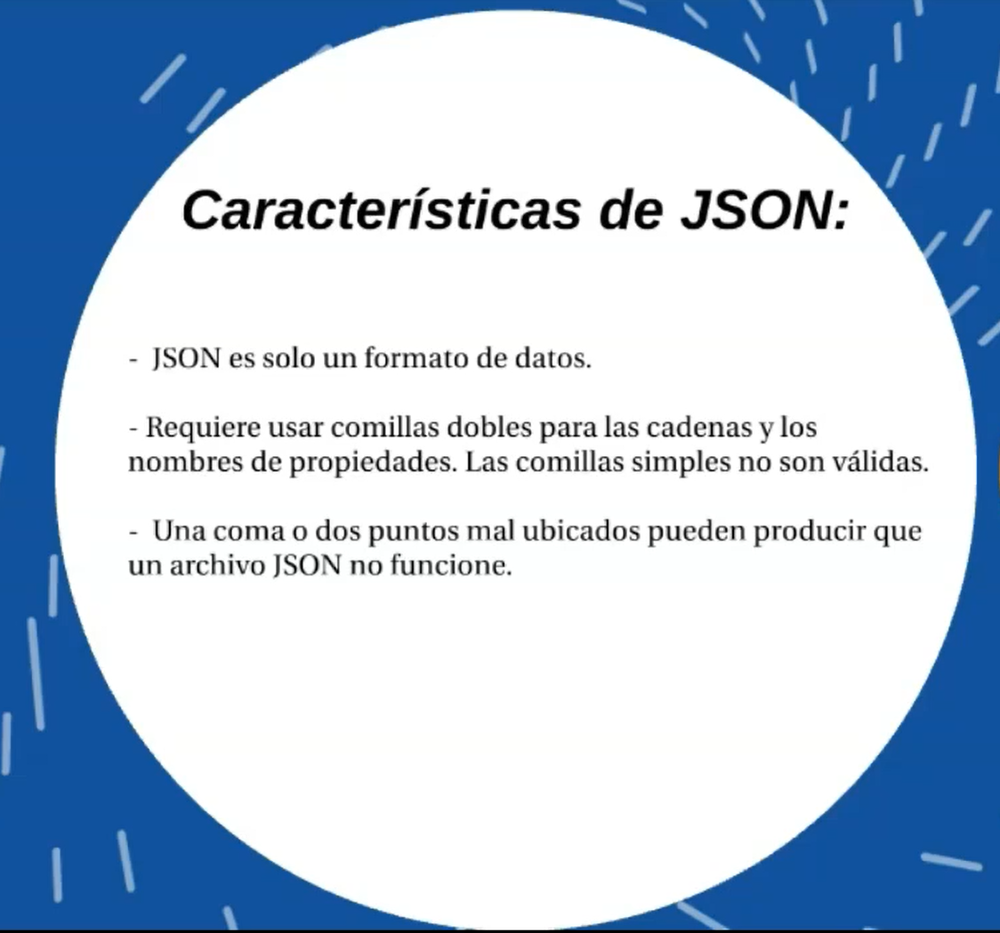 Características de JSON:
- JSON es solo un formato de datos.
- Requiere usar comillas dobles para las cadenas y los
nombres de propiedades. Las comillas simples no son válidas.
- Una coma o dos puntos mal ubicados pueden producir que
un archivo JSON no funcione.